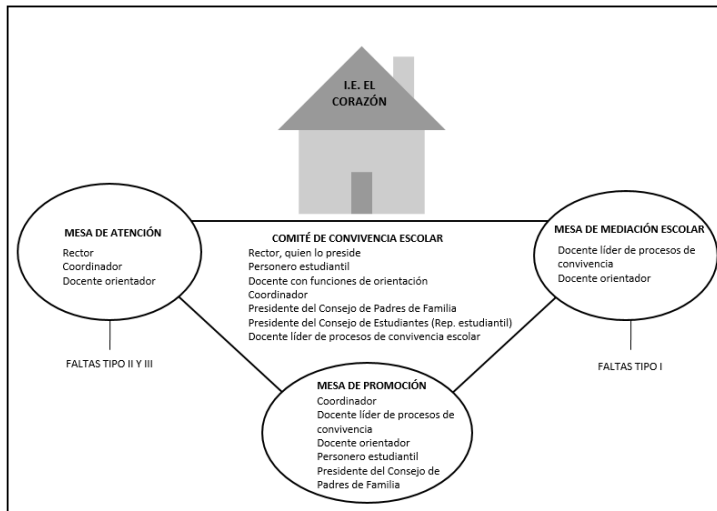 I.E. EL
CORAZÓN
MESA DE ATENCIÓN
Rector
Coordinador
Docente orientador
FALTAS TIPO II Y III
COMITÉ DE CONVIVENCIA ESCOLAR
Rector, quien lo preside
Personero estudiantil
Docente con funciones de orientación
Coordinador
Presidente del Consejo de Padres de Familia
Presidente del Consejo de Estudiantes (Rep. estudiantil)
Docente líder de procesos de convivencia escolar
MESA DE MEDIACIÓN ESCOLAR
Docente líder de procesos de
convivencia
Docente orientador
FALTAS TIPO I
MESA DE PROMOCIÓN
Coordinador
Docente líder de procesos de
convivencia
Docente orientador
Personero estudiantil
Presidente del Consejo de
Padres de Familia